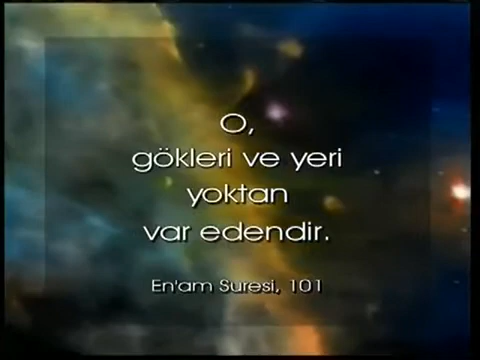 O,
gökleri ve yeri
yoktan
var edendir.
En'am Suresi, 101